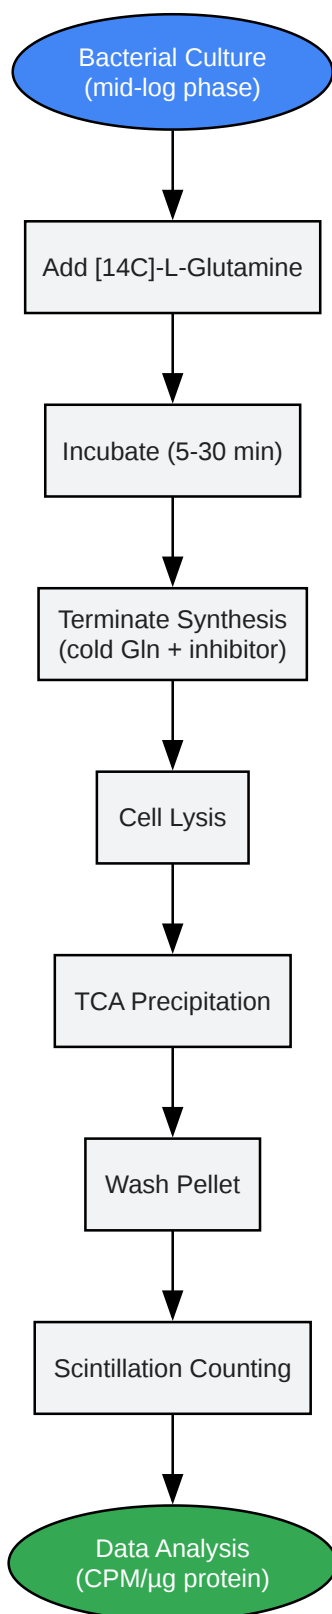 Bacterial Culture
(mid-log phase)
Add [14C]-L-Glutamine
Incubate (5-30 min)
Terminate Synthesis
(cold Gln + inhibitor)
Cell Lysis
TCA Precipitation
Wash Pellet
Scintillation Counting
Data Analysis
(CPM/µg protein)